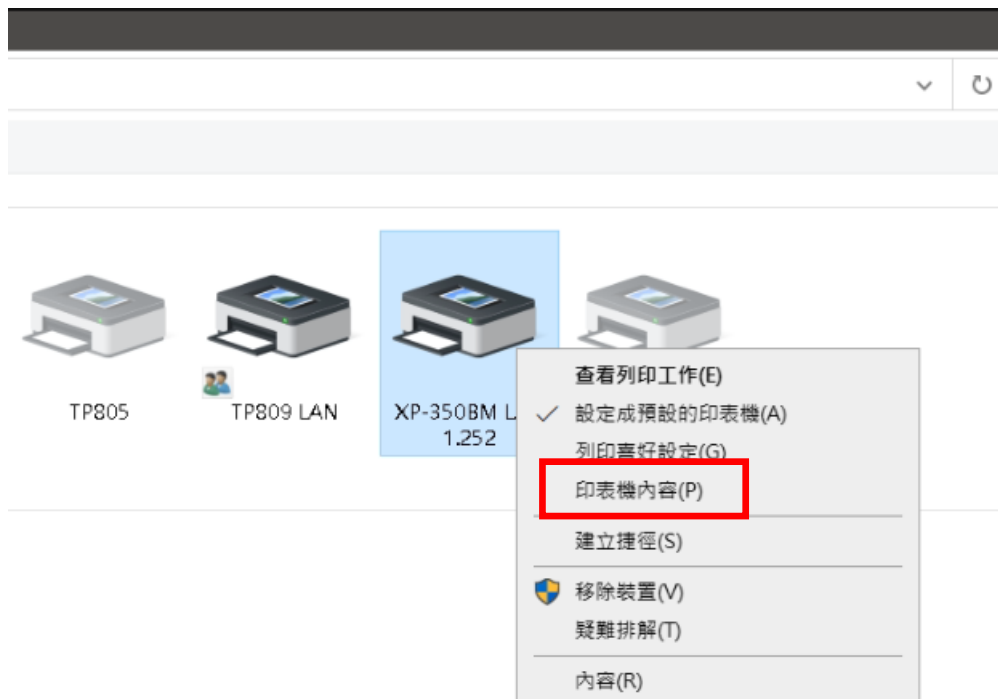 TP805
TP809 LAN
XP-350BM L
1.252
查看列印工作(E)
設定成預設的印表機(A)
列印喜好設定(G)
印表機內容(P)
建立捷徑(S)
移除裝置(V)
疑難排解(T)
內容(R)